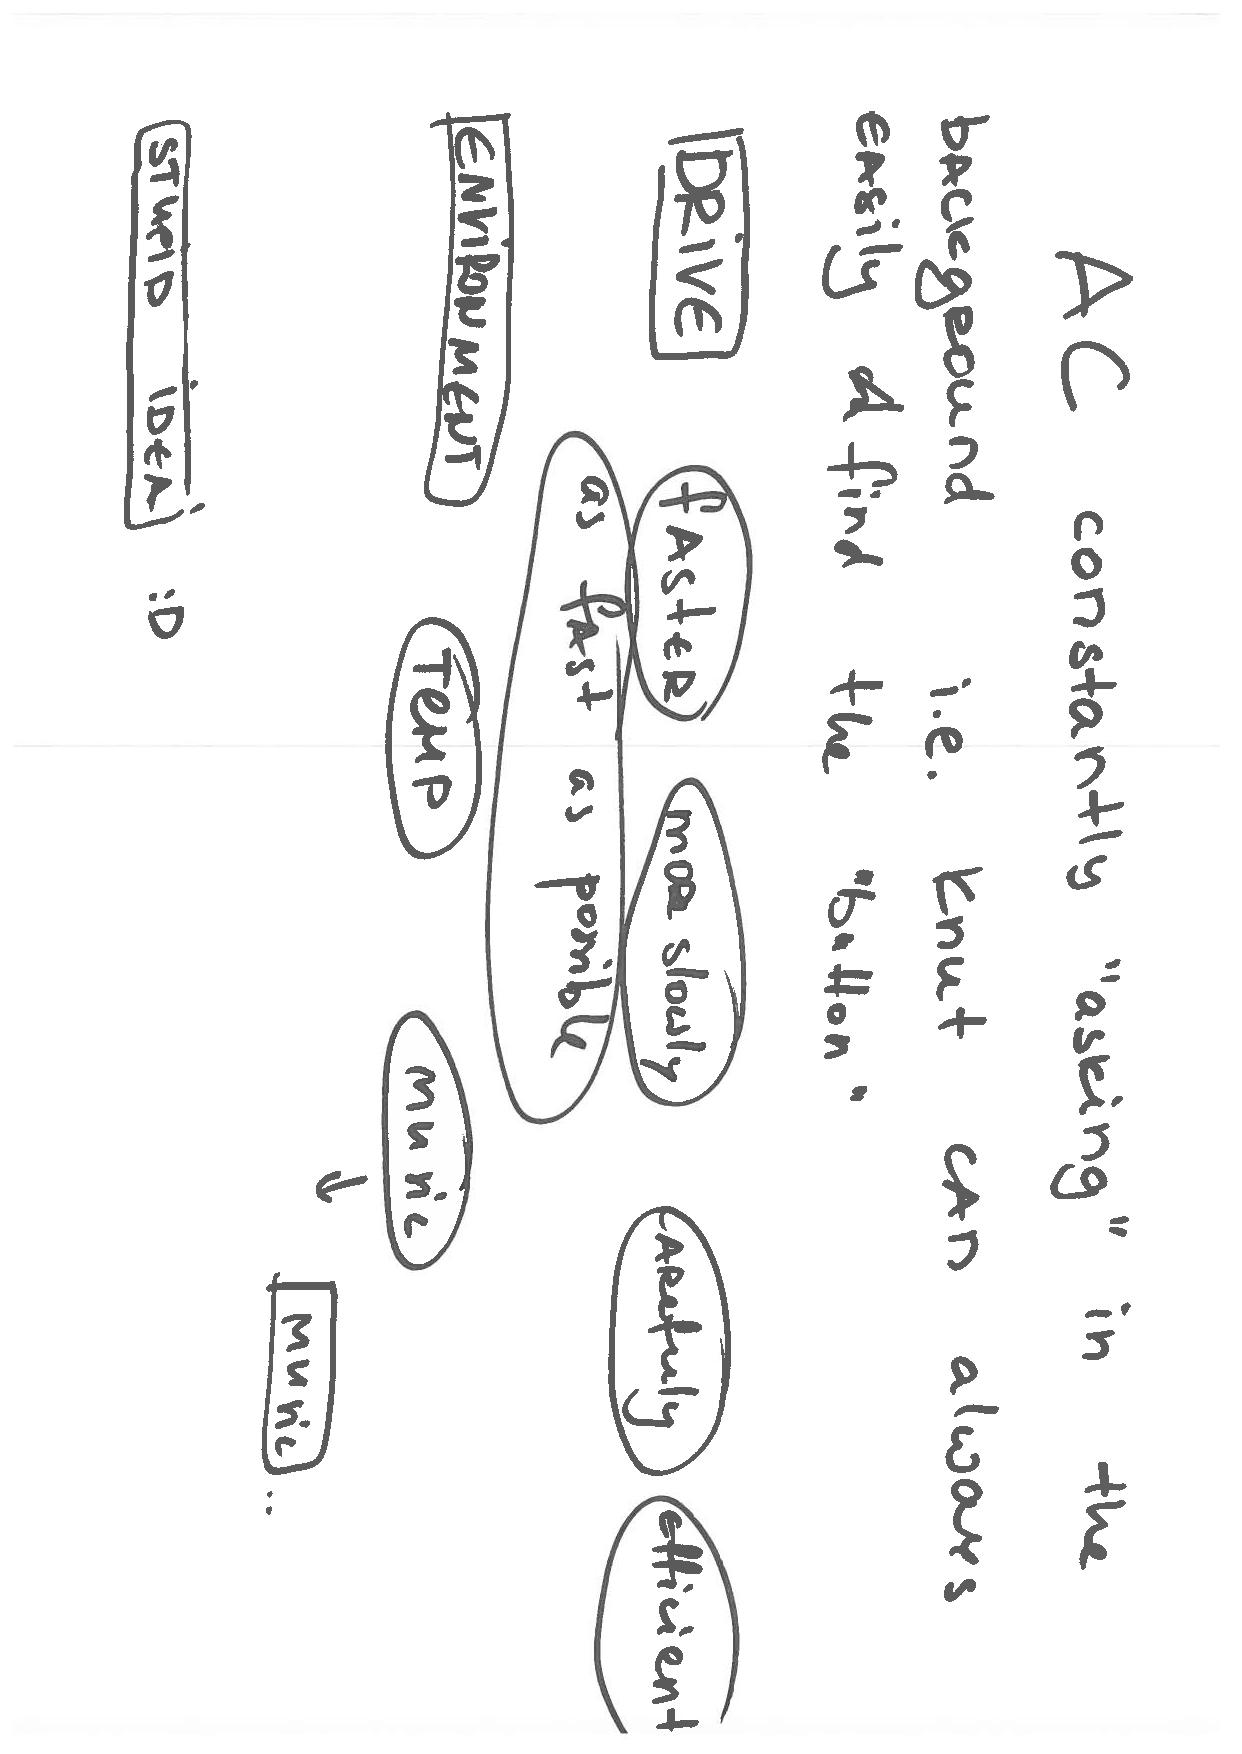 AC constantly "asking" in the
background i.e. Knut can always
easily & find the "button"
DRIVE
faster more slowly carefully efficient
as fast as possible
ENVIRONMENT
TEMP music
↓
music ..
STUPID IDEA! :D